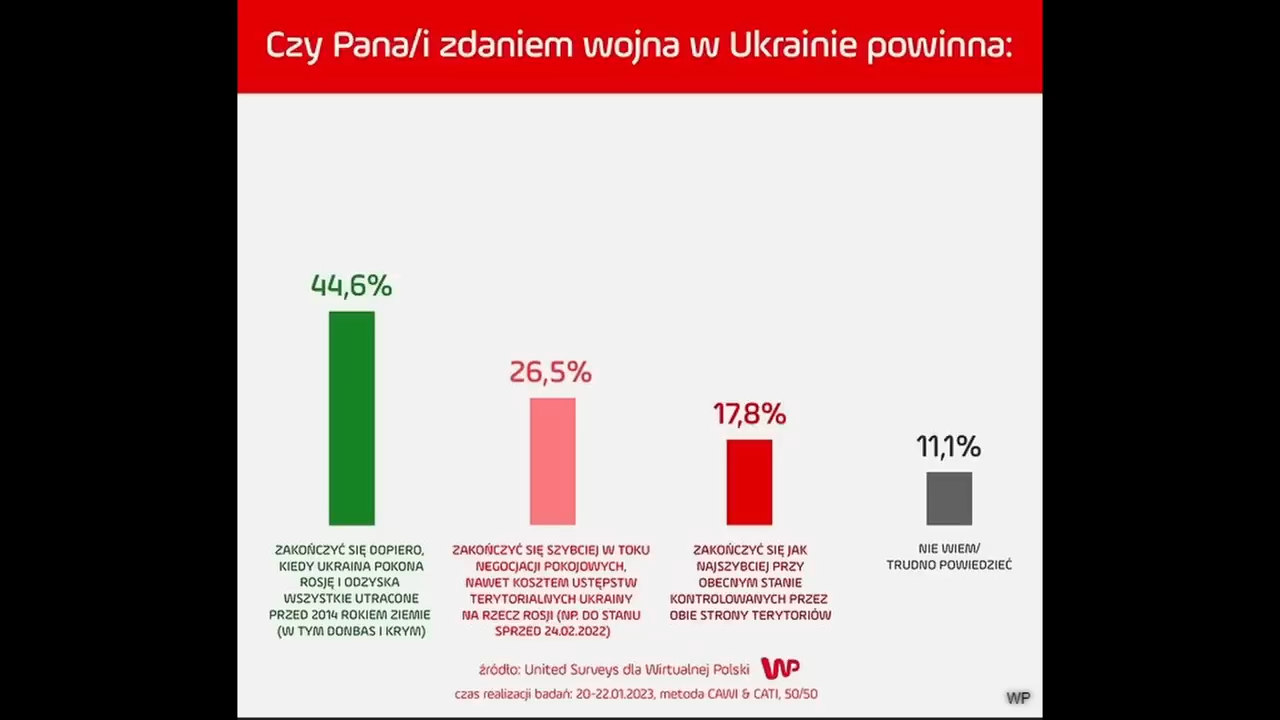 Czy Pana/i zdaniem wojna w Ukrainie powinna:
44,6%
26,5%
17,8%
11,1%
ZAKOŃCZYĆ SIĘ DOPIERO,
KIEDY UKRAINA POKONA
ROSJĘ I ODZYSKA
WSZYSTKIE UTRACONE
PRZED 2014 ROKIEM ZIEMIE
(W TYM DONBAS I KRYM)
ZAKOŃCZYĆ SIĘ SZYBCIEJ W TOKU
NEGOCJACJI POKOJOWYCH,
NAWET KOSZTEM USTĘPSTW
TERYTORIALNYCH UKRAINY
NA RZECZ ROSJI (NP. DO STANU
SPRZED 24.02.2022)
ZAKOŃCZYĆ SIĘ JAK
NAJSZYBCIEJ PRZY
OBECNYM STANIE
KONTROLOWANYCH PRZEZ
OBIE STRONY TERYTORIÓW
NIE WIEM/
TRUDNO POWIEDZIEĆ
źródło: United Surveys dla Wirtualnej Polski WP
czas realizacji badań: 20-22.01.2023, metoda CAWI & CATI, 50/50
WP